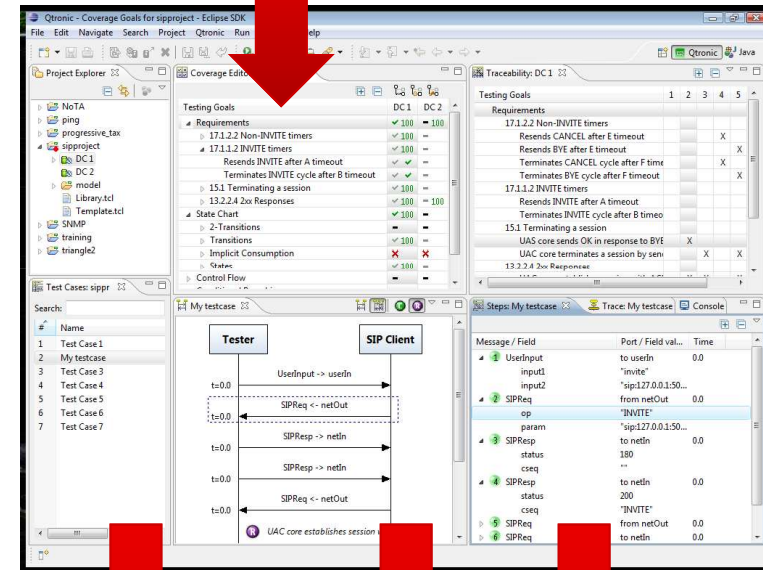 Qtronic - Coverage Goals for sipproject - Eclipse SDK
File Edit Navigate Search Project Qtronic Run
Qtronic Java
Project Explorer
NoTA
ping
progressive_tax
sipproject
DC 1
DC 2
model
Library.tcl
Template.tcl
SNMP
training
triangle2
Coverage
Testing Goals DC 1 DC 2
Requirements 100 100
17.1.2.2 Non-INVITE timers 100
17.1.1.2 INVITE timers 100
Resends INVITE after A timeout
Terminates INVITE cycle after B timeout
15.1 Terminating a session 100
13.2.2.4 2xx Responses 100 100
State Chart 100
2-Transitions
Transitions 100
Implicit Consumption
States 100
Control Flow
Traceability: DC 1
Testing Goals 1 2 3 4 5
Requirements
17.1.2.2 Non-INVITE timers
Resends CANCEL after E timeout X
Resends BYE after E timeout X
Terminates CANCEL cycle after F time X
Terminates BYE cycle after F timeout X
17.1.1.2 INVITE timers
Resends INVITE after A timeout
Terminates INVITE cycle after B timeo
15.1 Terminating a session
UAS core sends OK in response to BYE X
UAC core terminates a session by sen X X
13.2.2.4 2xx Responses
Test Cases: sippr
Search:
# Name
1 Test Case 1
2 My testcase
3 Test Case 3
4 Test Case 4
5 Test Case 5
6 Test Case 6
7 Test Case 7
My testcase
Tester SIP Client
UserInput -> userIn
t=0.0
SIPReq <- netOut
t=0.0
SIPResp -> netIn
t=0.0
SIPResp -> netIn
t=0.0
SIPReq <- netOut
t=0.0
R UAC core establishes session
Steps: My testcase Trace: My testcase Console
Message / Field Port / Field val... Time
1 UserInput to userIn 0.0
input1 "invite"
input2 "sip:127.0.0.1:50...
2 SIPReq from netOut 0.0
op "INVITE"
param "sip:127.0.0.1:50...
3 SIPResp to netIn 0.0
status 180
cseq ""
4 SIPResp to netIn 0.0
status 200
cseq "INVITE"
5 SIPReq from netOut 0.0
6 SIPReq to netIn 0.0